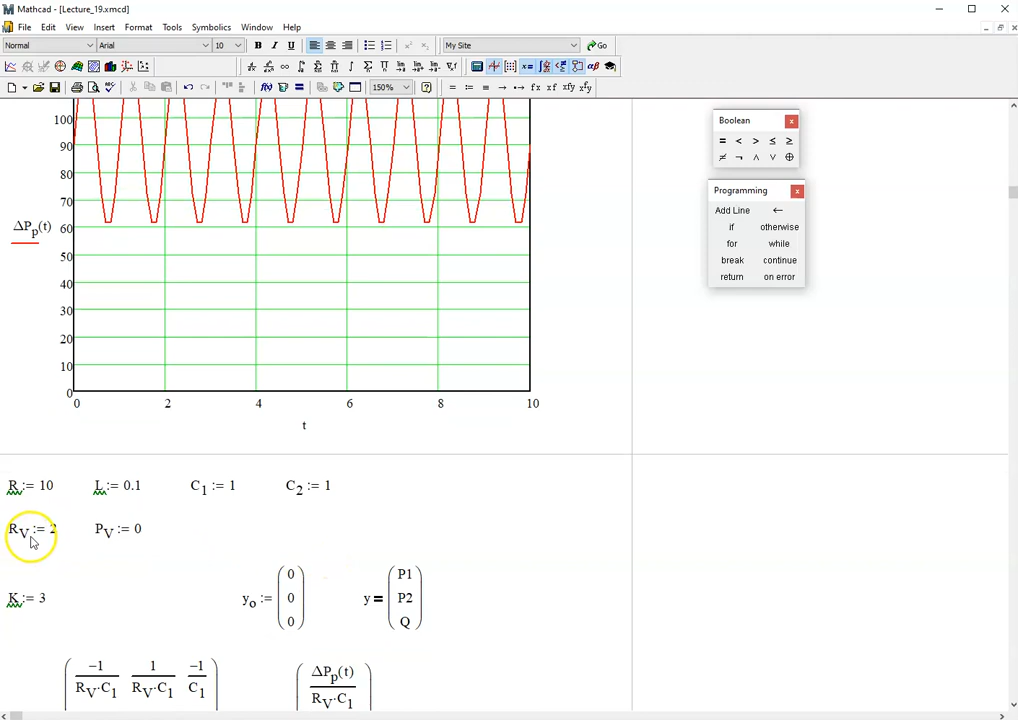 Mathcad - [Lecture_19.xmcd]
File Edit View Insert Format Tools Symbolics Window Help
Normal Arial 10 B I U My Site Go
150%
100
90
80
70
60
50
40
30
20
10
0
ΔPp(t)
0 2 4 6 8 10
t
Boolean x
= < > ≤ ≥
≠ ¬ ∧ ∨ ⊕
Programming x
Add Line ←
if otherwise
for while
break continue
return on error
R := 10 L := 0.1 C1 := 1 C2 := 1
RV := 2 PV := 0
K := 3
yo := (0 0 0) y = (P1 P2 Q)
-1 1 -1
RV·C1 RV·C1 C1
ΔPp(t)
RV·C1